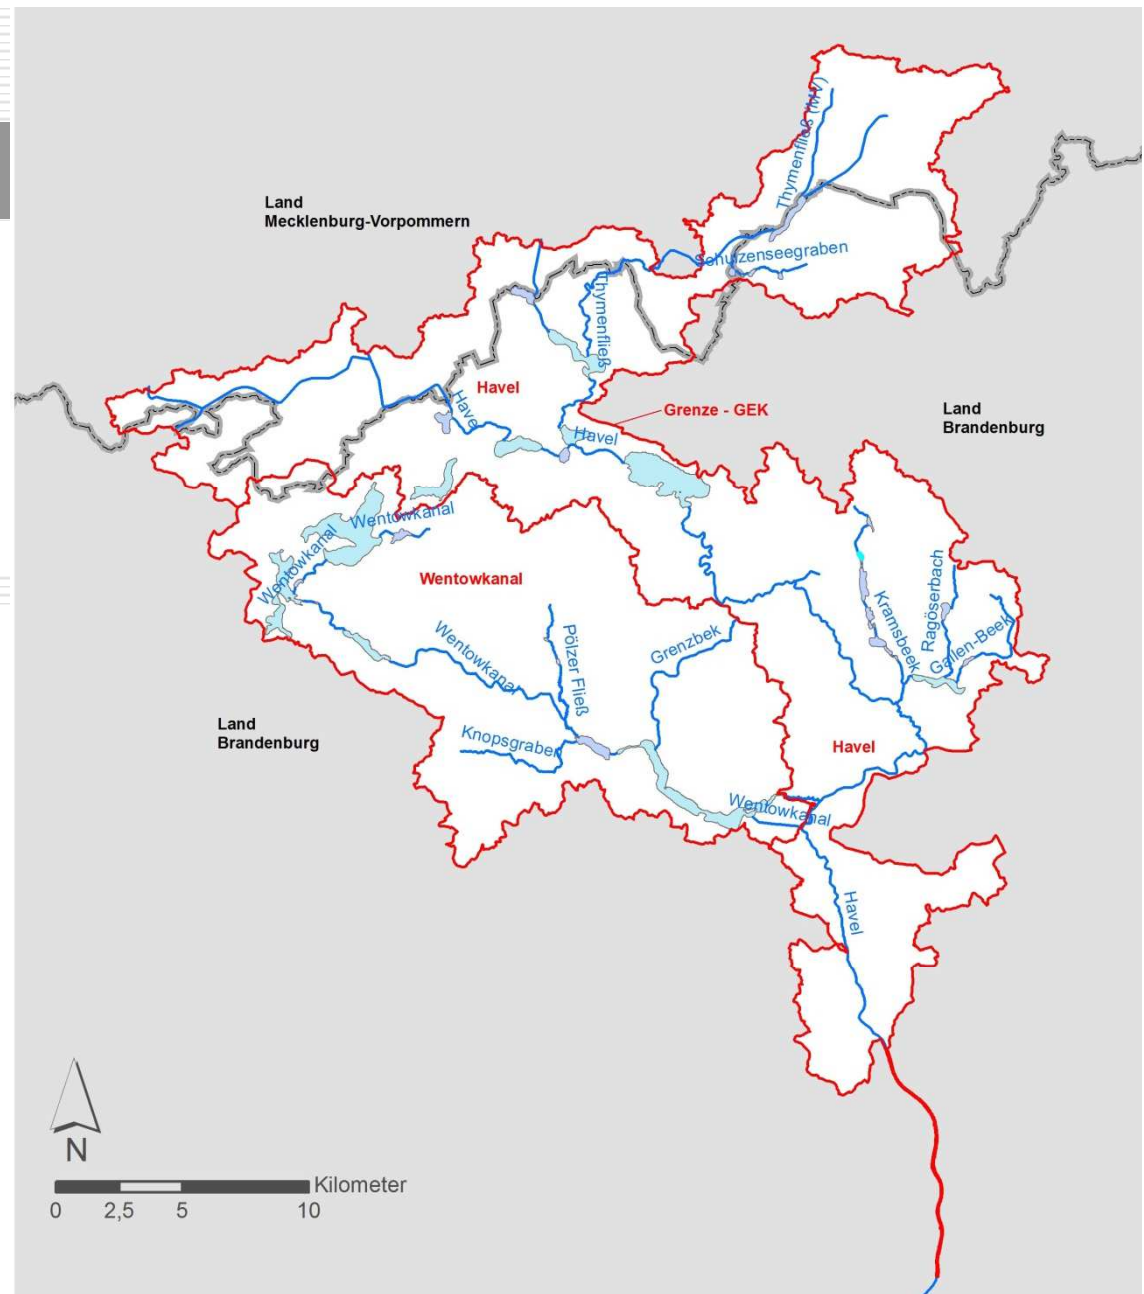 Thymenfließ (MV)
Land
Mecklenburg-Vorpommern
Schulzenseegraben
Thymenfließ
Havel
Havel
Grenze - GEK
Land
Brandenburg
Havel
Wentowkanal
Wentowkanal
Wentowkanal
Kramsbeek
Ragöserbach
Gallen-Beek
Wentowkanal
Pölzer Fließ
Grenzbek
Land
Brandenburg
Knopsgraben
Havel
Wentowkanal
Havel
N
Kilometer
0 2,5 5 10